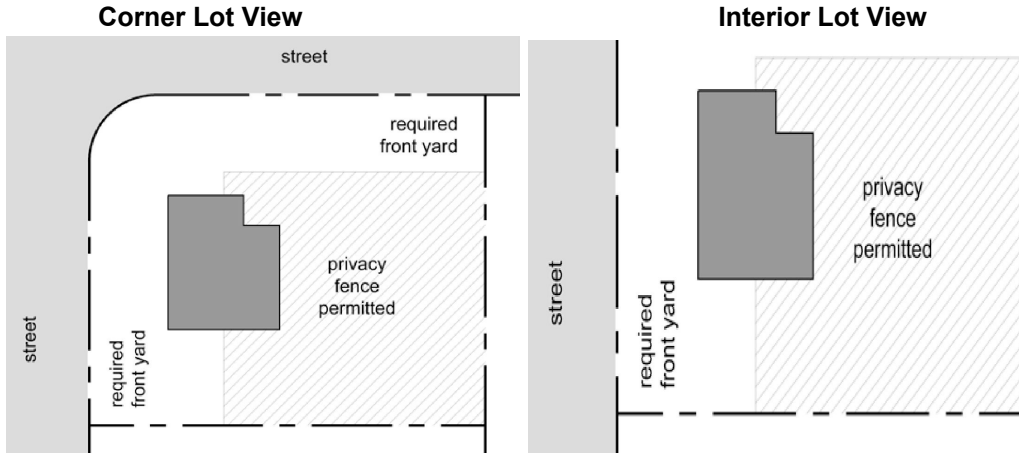 Corner Lot View
street
required
front yard
privacy
fence
permitted
street
required
front yard
Interior Lot View
privacy
fence
permitted
street
required
front yard